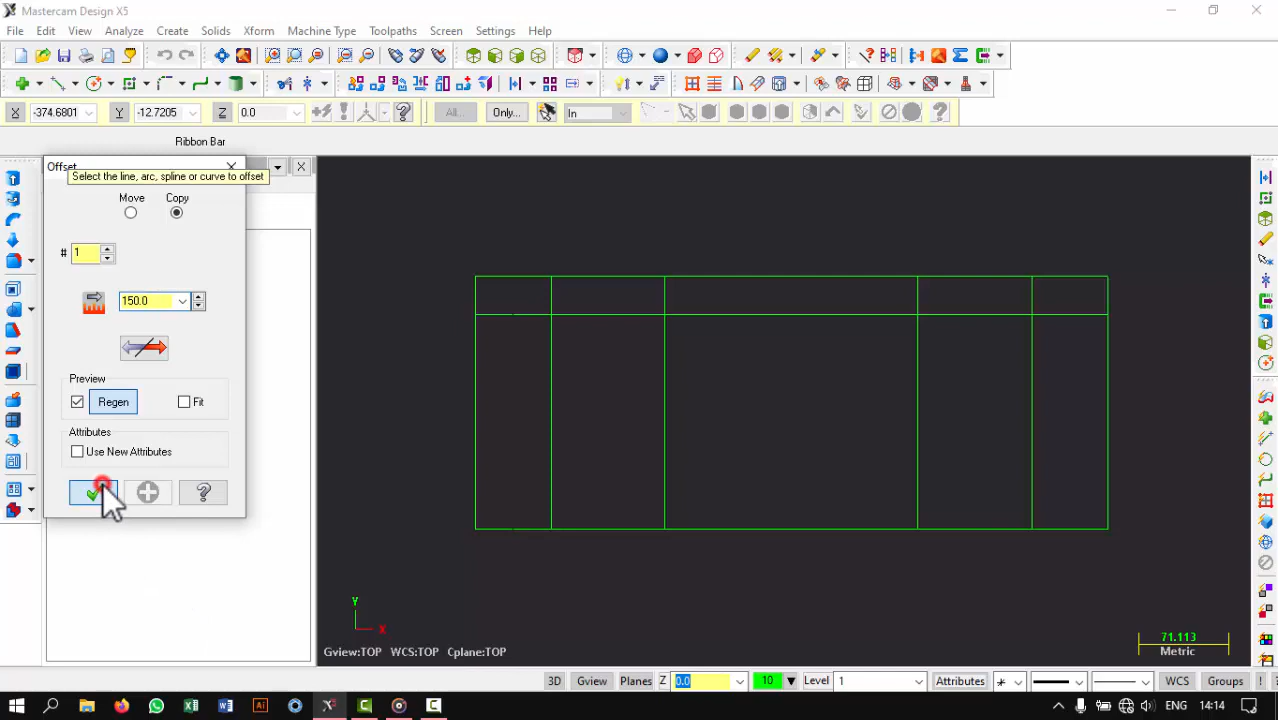 Mastercam Design X5
File Edit View Analyze Create Solids Xform Machine Type Toolpaths Screen Settings Help
X -374.6801 Y -12.7205 Z 0.0 All... Only... In
Ribbon Bar
Offset
Select the line, arc, spline or curve to offset
Move Copy
# 1
150.0
Preview
Regen Fit
Attributes
Use New Attributes
Y
X
71.113
Metric
Gview:TOP WCS:TOP Cplane:TOP
3D Gview Planes Z 0.0 10 Level 1 Attributes WCS Groups
ENG 14:14